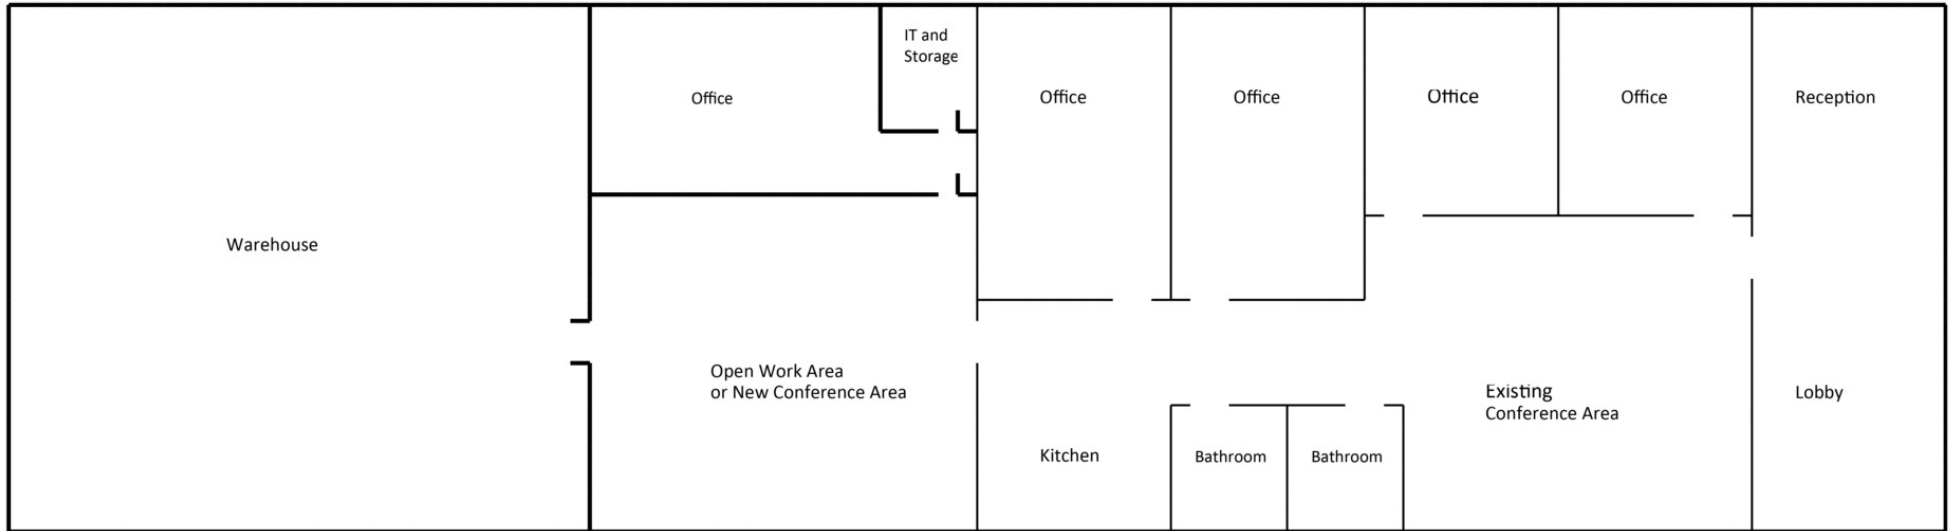 IT and
Storage
Office
Office
Office
Office
Office
Reception
Warehouse
Open Work Area
or New Conference Area
Existing
Conference Area
Lobby
Kitchen
Bathroom
Bathroom